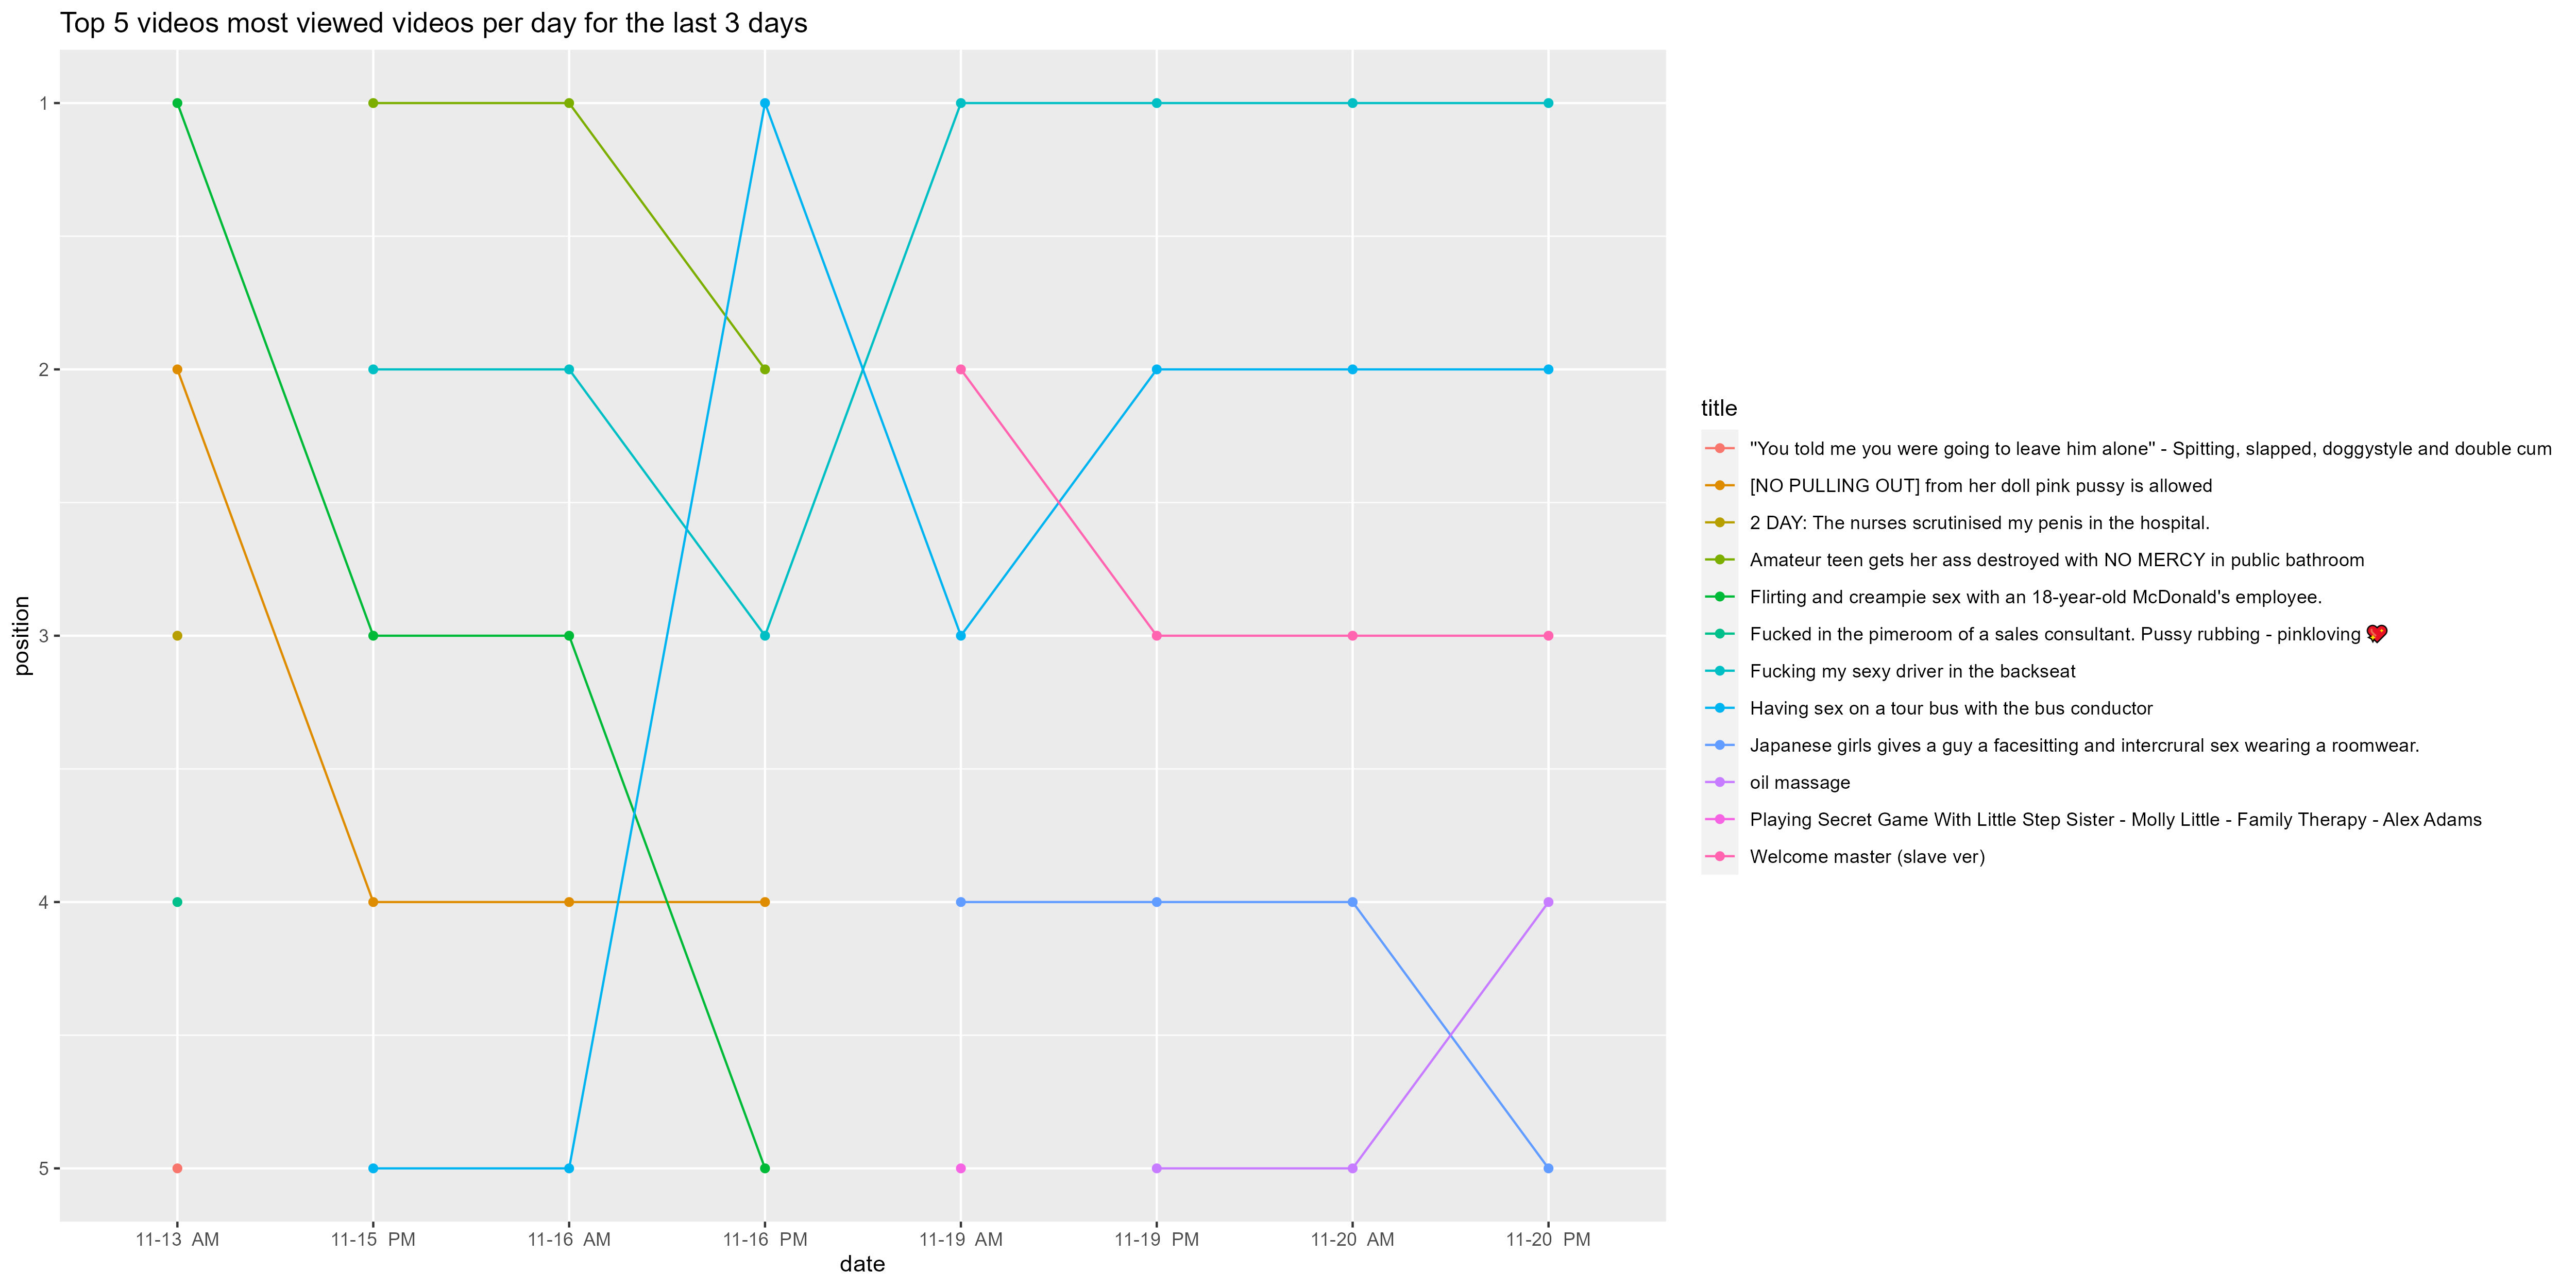 Top 5 videos most viewed videos per day for the last 3 days
position
1
2
3
4
5
11-13 AM
11-15 PM
11-16 AM
11-16 PM
11-19 AM
11-19 PM
11-20 AM
11-20 PM
date
title
"You told me you were going to leave him alone" - Spitting, slapped, doggystyle and double cum
[NO PULLING OUT] from her doll pink pussy is allowed
2 DAY: The nurses scrutinised my penis in the hospital.
Amateur teen gets her ass destroyed with NO MERCY in public bathroom
Flirting and creampie sex with an 18-year-old McDonald's employee.
Fucked in the pimeroom of a sales consultant. Pussy rubbing - pinkloving 💘
Fucking my sexy driver in the backseat
Having sex on a tour bus with the bus conductor
Japanese girls gives a guy a facesitting and intercrural sex wearing a roomwear.
oil massage
Playing Secret Game With Little Step Sister - Molly Little - Family Therapy - Alex Adams
Welcome master (slave ver)